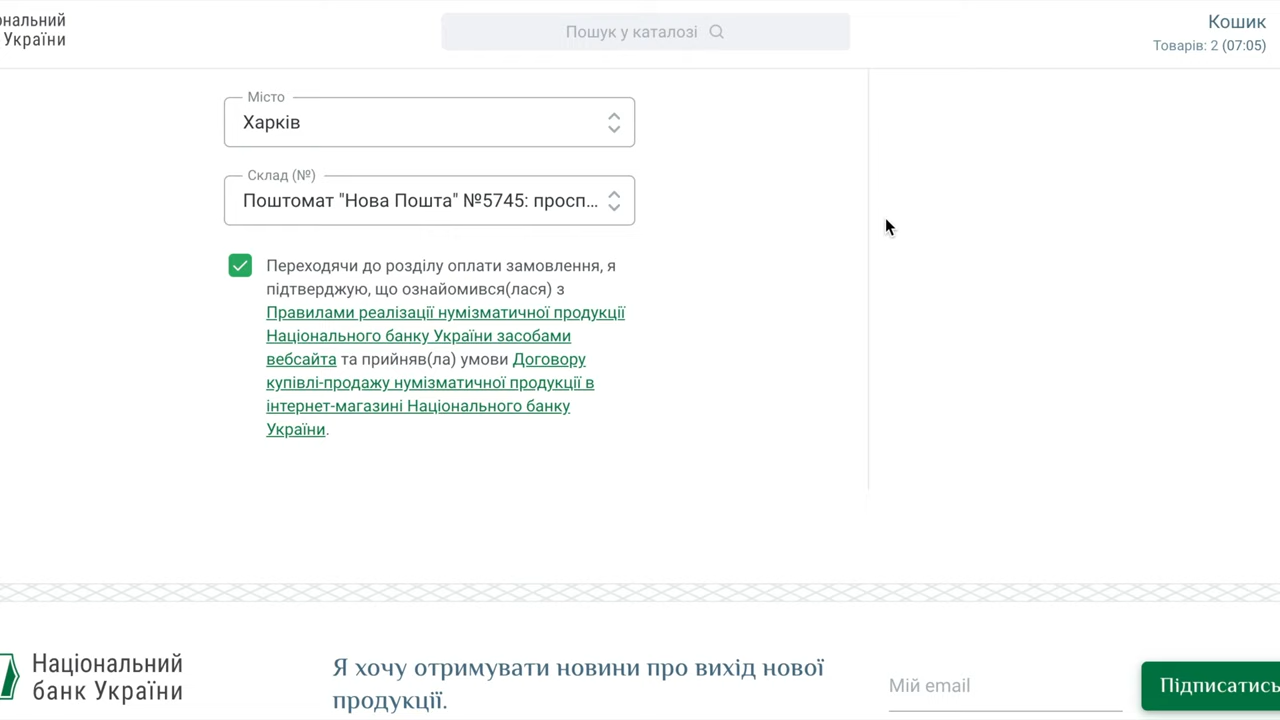 України
Пошук у каталозі
Кошик
Товарів: 2 (07:05)
Місто
Харків
Склад (№)
Поштомат "Нова Пошта" №5745: просп...
Переходячи до розділу оплати замовлення, я
підтверджую, що ознайомився(лася) з
Правилами реалізації нумізматичної продукції
Національного банку України засобами
вебсайта та прийняв(ла) умови Договору
купівлі-продажу нумізматичної продукції в
інтернет-магазині Національного банку
України.
Національний
банк України
Я хочу отримувати новини про вихід нової
продукції.
Мій email
Підписатись